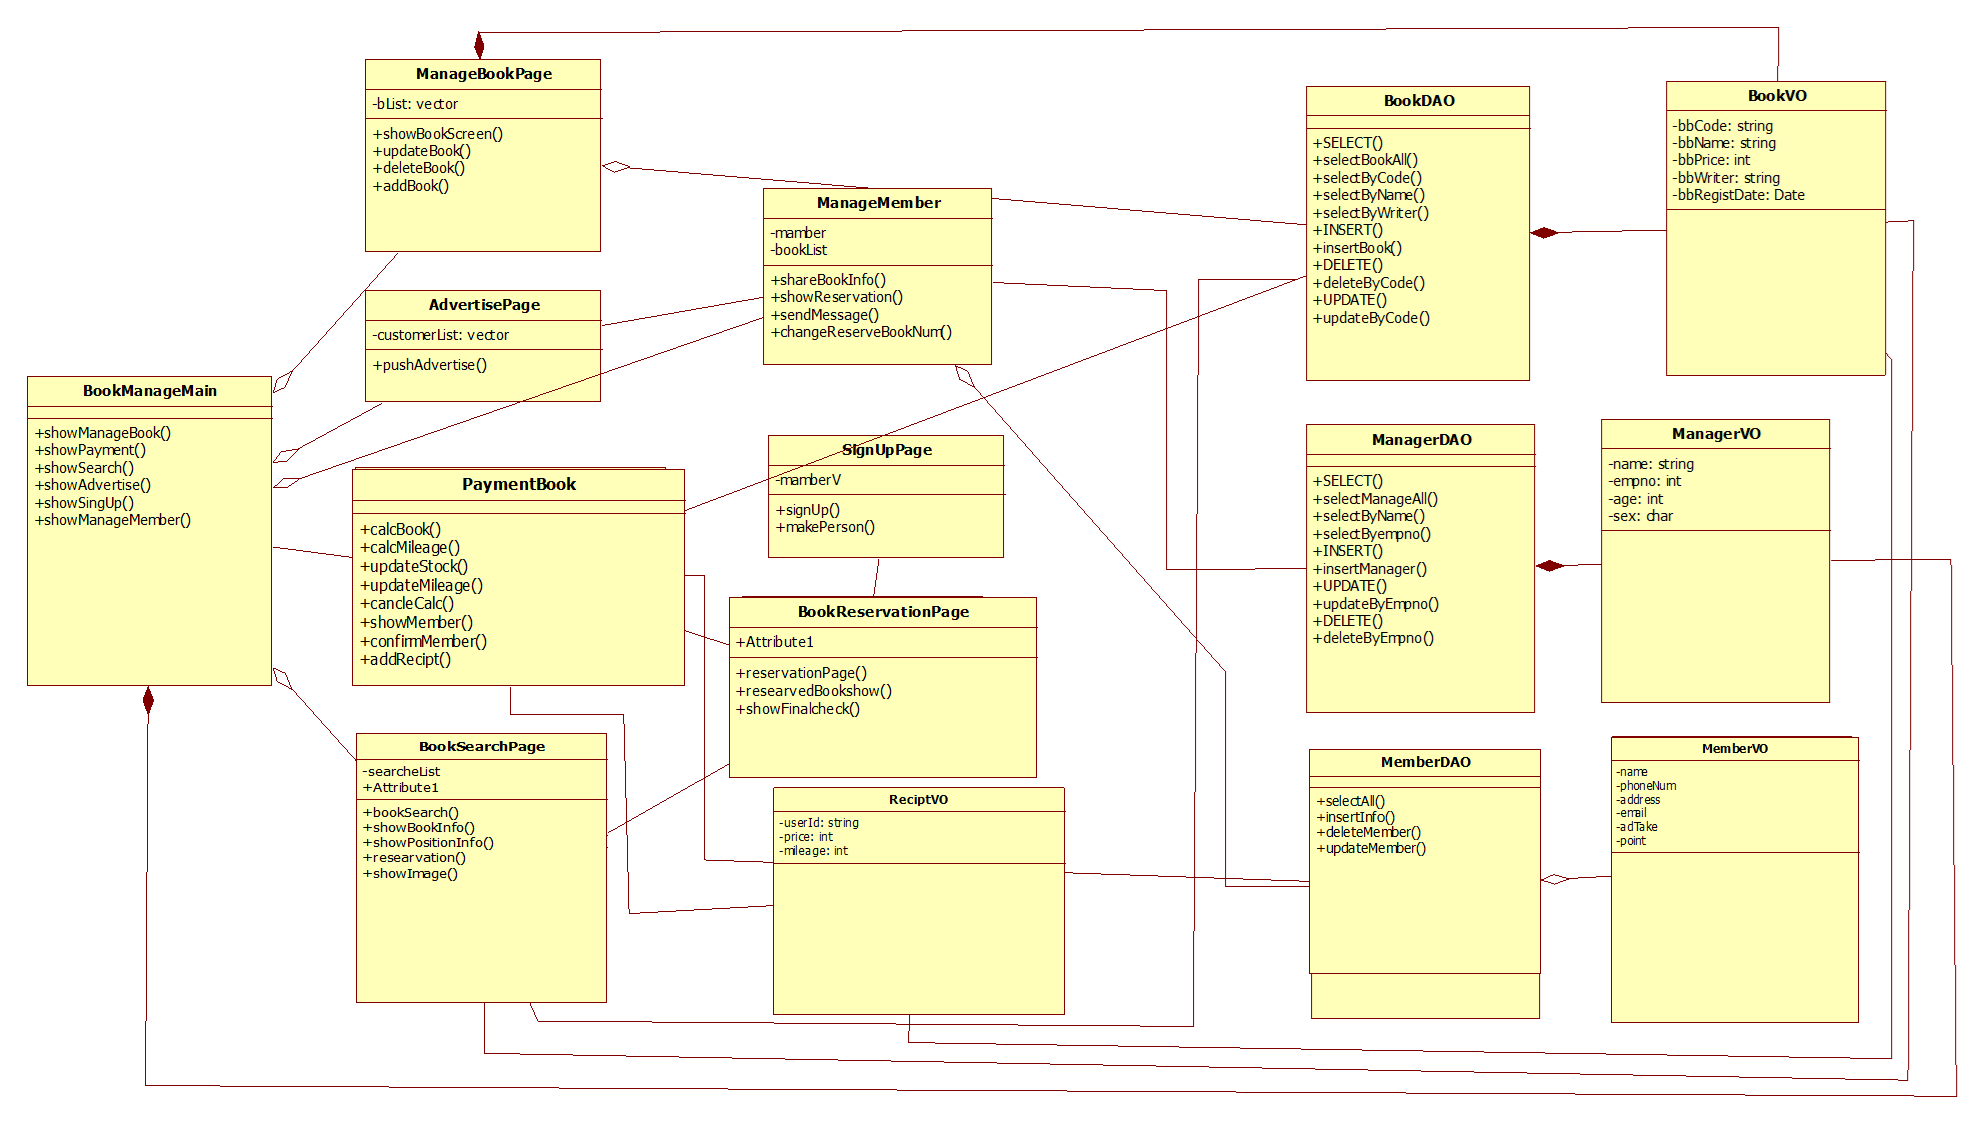 ManageBookPage
-bList: vector
+showBookScreen()
+updateBook()
+deleteBook()
+addBook()
BookDAO
+SELECT()
+selectBookAll()
+selectByCode()
+selectByName()
+selectByWriter()
+INSERT()
+insertBook()
+DELETE()
+deleteByCode()
+UPDATE()
+updateByCode()
BookVO
-bbCode: string
-bbName: string
-bbPrice: int
-bbWriter: string
-bbRegistDate: Date
ManageMember
-mamber
-bookList
+shareBookInfo()
+showReservation()
+sendMessage()
+changeReserveBookNum()
AdvertisePage
-customerList: vector
+pushAdvertise()
BookManageMain
+showManageBook()
+showPayment()
+showSearch()
+showAdvertise()
+showSingUp()
+showManageMember()
SignUpPage
-mamberV
+signUp()
+makePerson()
ManagerDAO
+SELECT()
+selectManageAll()
+selectByName()
+selectByempno()
+INSERT()
+insertManager()
+UPDATE()
+updateByEmpno()
+DELETE()
+deleteByEmpno()
ManagerVO
-name: string
-empno: int
-age: int
-sex: char
PaymentBook
+calcBook()
+calcMileage()
+updateStock()
+updateMileage()
+cancleCalc()
+showMember()
+confirmMember()
+addRecipt()
BookReservationPage
+Attribute1
+reservationPage()
+researvedBookshow()
+showFinalcheck()
BookSearchPage
-searcheList
+Attribute1
+bookSearch()
+showBookInfo()
+showPositionInfo()
+researvation()
+showImage()
ReciptVO
-userId: string
-price: int
-mileage: int
MemberDAO
+selectAll()
+insertInfo()
+deleteMember()
+updateMember()
MemberVO
-name
-phoneNum
-address
-email
-adTake
-point